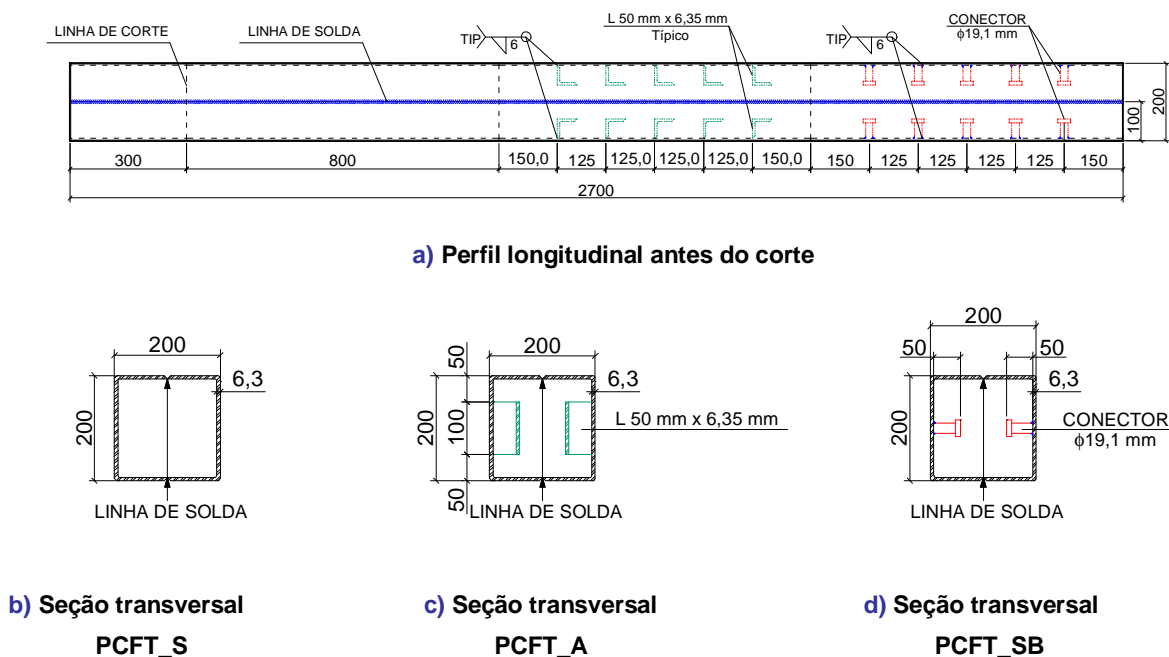 LINHA DE CORTE
LINHA DE SOLDA
TIP
6
L 50 mm x 6,35 mm
Típico
TIP
6
CONECTOR
ϕ19,1 mm
200
100
300
800
150,0
125
125,0
125,0
125,0
150,0
150
125
125
125
125
150
2700
a) Perfil longitudinal antes do corte
200
200
6,3
LINHA DE SOLDA
200
50
200
100
50
6,3
L 50 mm x 6,35 mm
LINHA DE SOLDA
200
50
50
200
6,3
CONECTOR
ϕ19,1 mm
LINHA DE SOLDA
b) Seção transversal
PCFT_S
c) Seção transversal
PCFT_A
d) Seção transversal
PCFT_SB